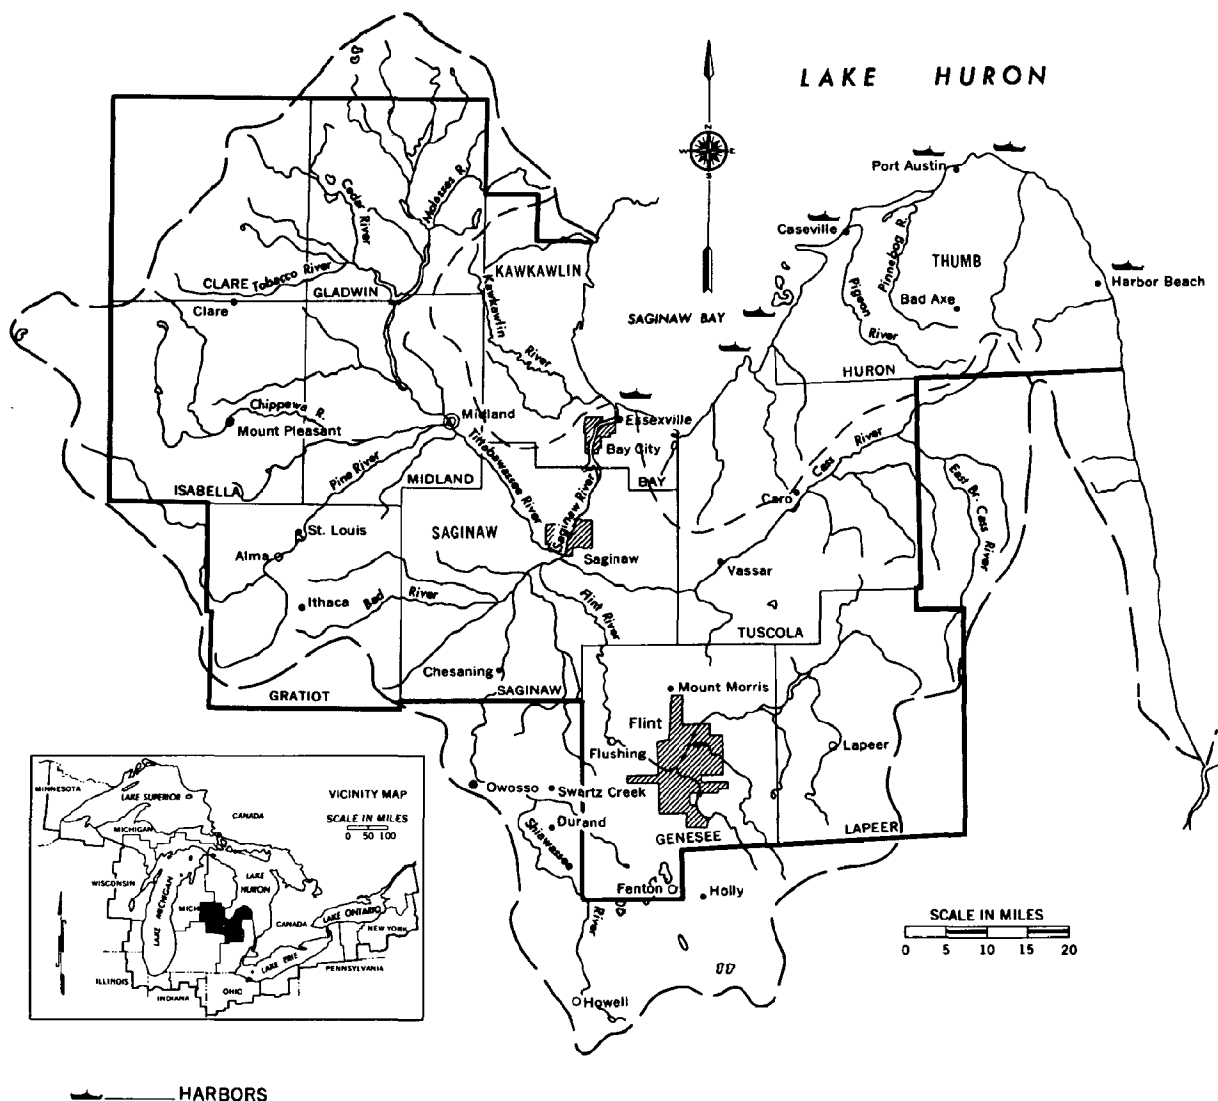 LAKE HURON
N
W E
S
Port Austin
Caseville
Pinnebog R.
THUMB
Harbor Beach
Bad Axe
Pigeon River
SAGINAW BAY
HURON
Cedar River
Molasses R.
KAWKAWLIN
Kawkawlin River
CLARE Tobacco River
GLADWIN
Clare
Chippewa R.
Mount Pleasant
Midland
Essexville
Bay City
BAY
Tittabawassee River
Saginaw River
Pine River
MIDLAND
ISABELLA
Cass River
Caro
East Br. Cass River
St. Louis
SAGINAW
Saginaw
Alma
Vassar
Ithaca
Bad River
Flint River
TUSCOLA
Chesaning
SAGINAW
GRATIOT
Mount Morris
Flint
Flushing
Lapeer
Owosso
Swartz Creek
Durand
Shiawassee River
GENESEE
LAPEER
Fenton
Holly
Howell
SCALE IN MILES
0 5 10 15 20
VICINITY MAP
SCALE IN MILES
0 50 100
MINNESOTA
LAKE SUPERIOR
CANADA
MICHIGAN
WISCONSIN
LAKE MICHIGAN
MICH
LAKE HURON
CANADA
LAKE ONTARIO
NEW YORK
LAKE ERIE
PENNSYLVANIA
ILLINOIS
INDIANA
OHIO
HARBORS